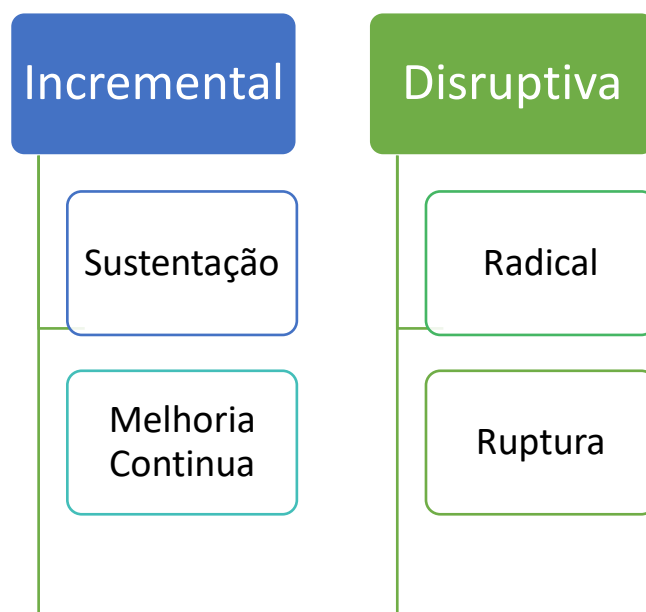 Incremental
Sustentação
Melhoria
Continua
Disruptiva
Radical
Ruptura